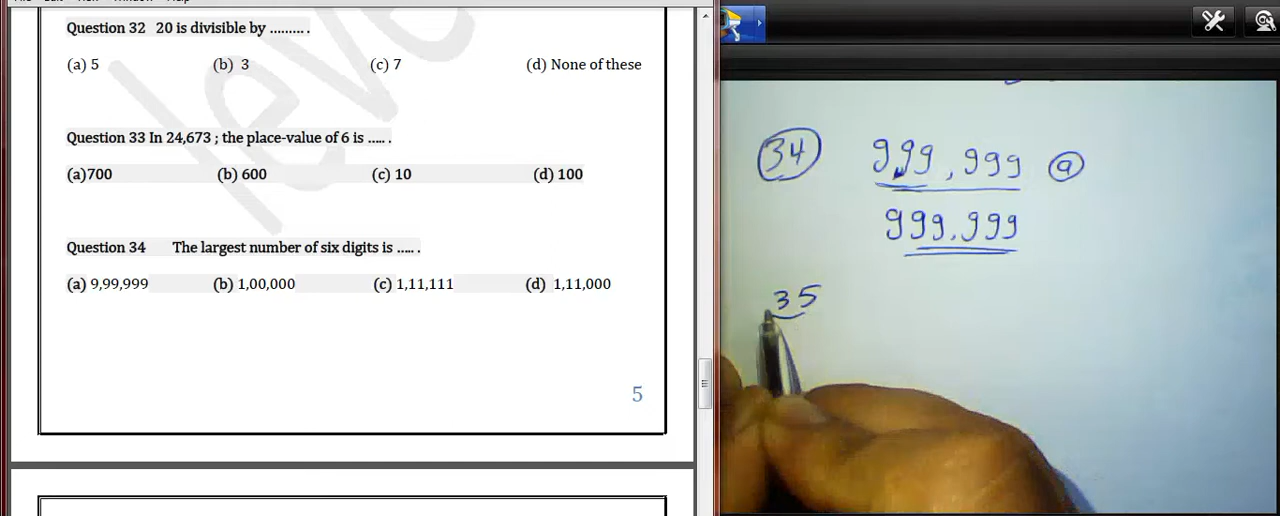 Question 32 20 is divisible by ......... .
(a) 5 (b) 3 (c) 7 (d) None of these
Question 33 In 24,673 ; the place-value of 6 is ..... .
(a)700 (b) 600 (c) 10 (d) 100
Question 34 The largest number of six digits is ..... .
(a) 9,99,999 (b) 1,00,000 (c) 1,11,111 (d) 1,11,000
5
34 999,999 a
999,999
35